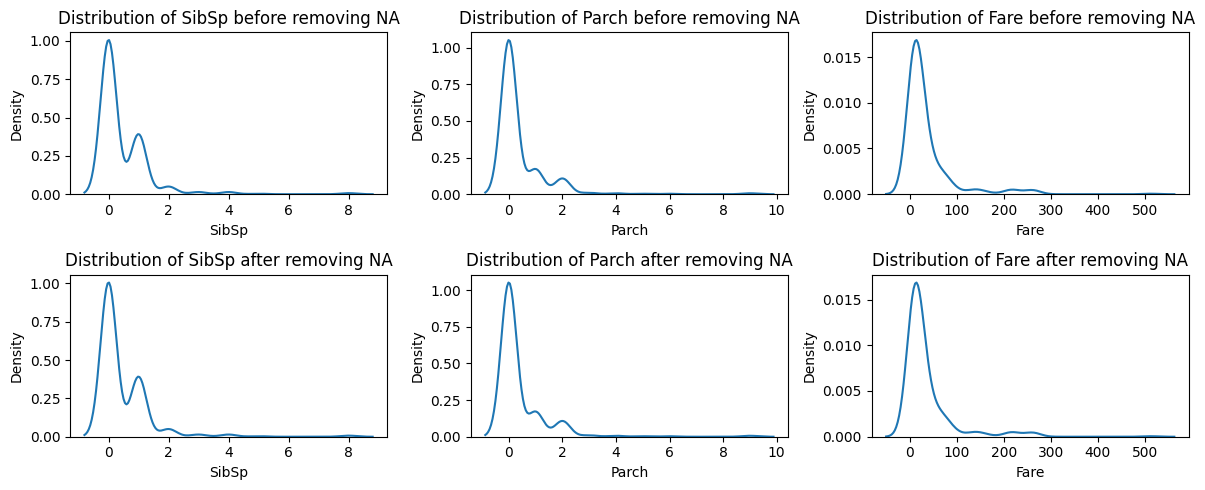 Distribution of SibSp before removing NA
Distribution of Parch before removing NA
Distribution of Fare before removing NA
1.00
0.75
0.50
0.25
0.00
Density
0 2 4 6 8
SibSp
1.00
0.75
0.50
0.25
0.00
Density
0 2 4 6 8 10
Parch
0.015
0.010
0.005
0.000
Density
0 100 200 300 400 500
Fare
Distribution of SibSp after removing NA
Distribution of Parch after removing NA
Distribution of Fare after removing NA
1.00
0.75
0.50
0.25
0.00
Density
0 2 4 6 8
SibSp
1.00
0.75
0.50
0.25
0.00
Density
0 2 4 6 8 10
Parch
0.015
0.010
0.005
0.000
Density
0 100 200 300 400 500
Fare